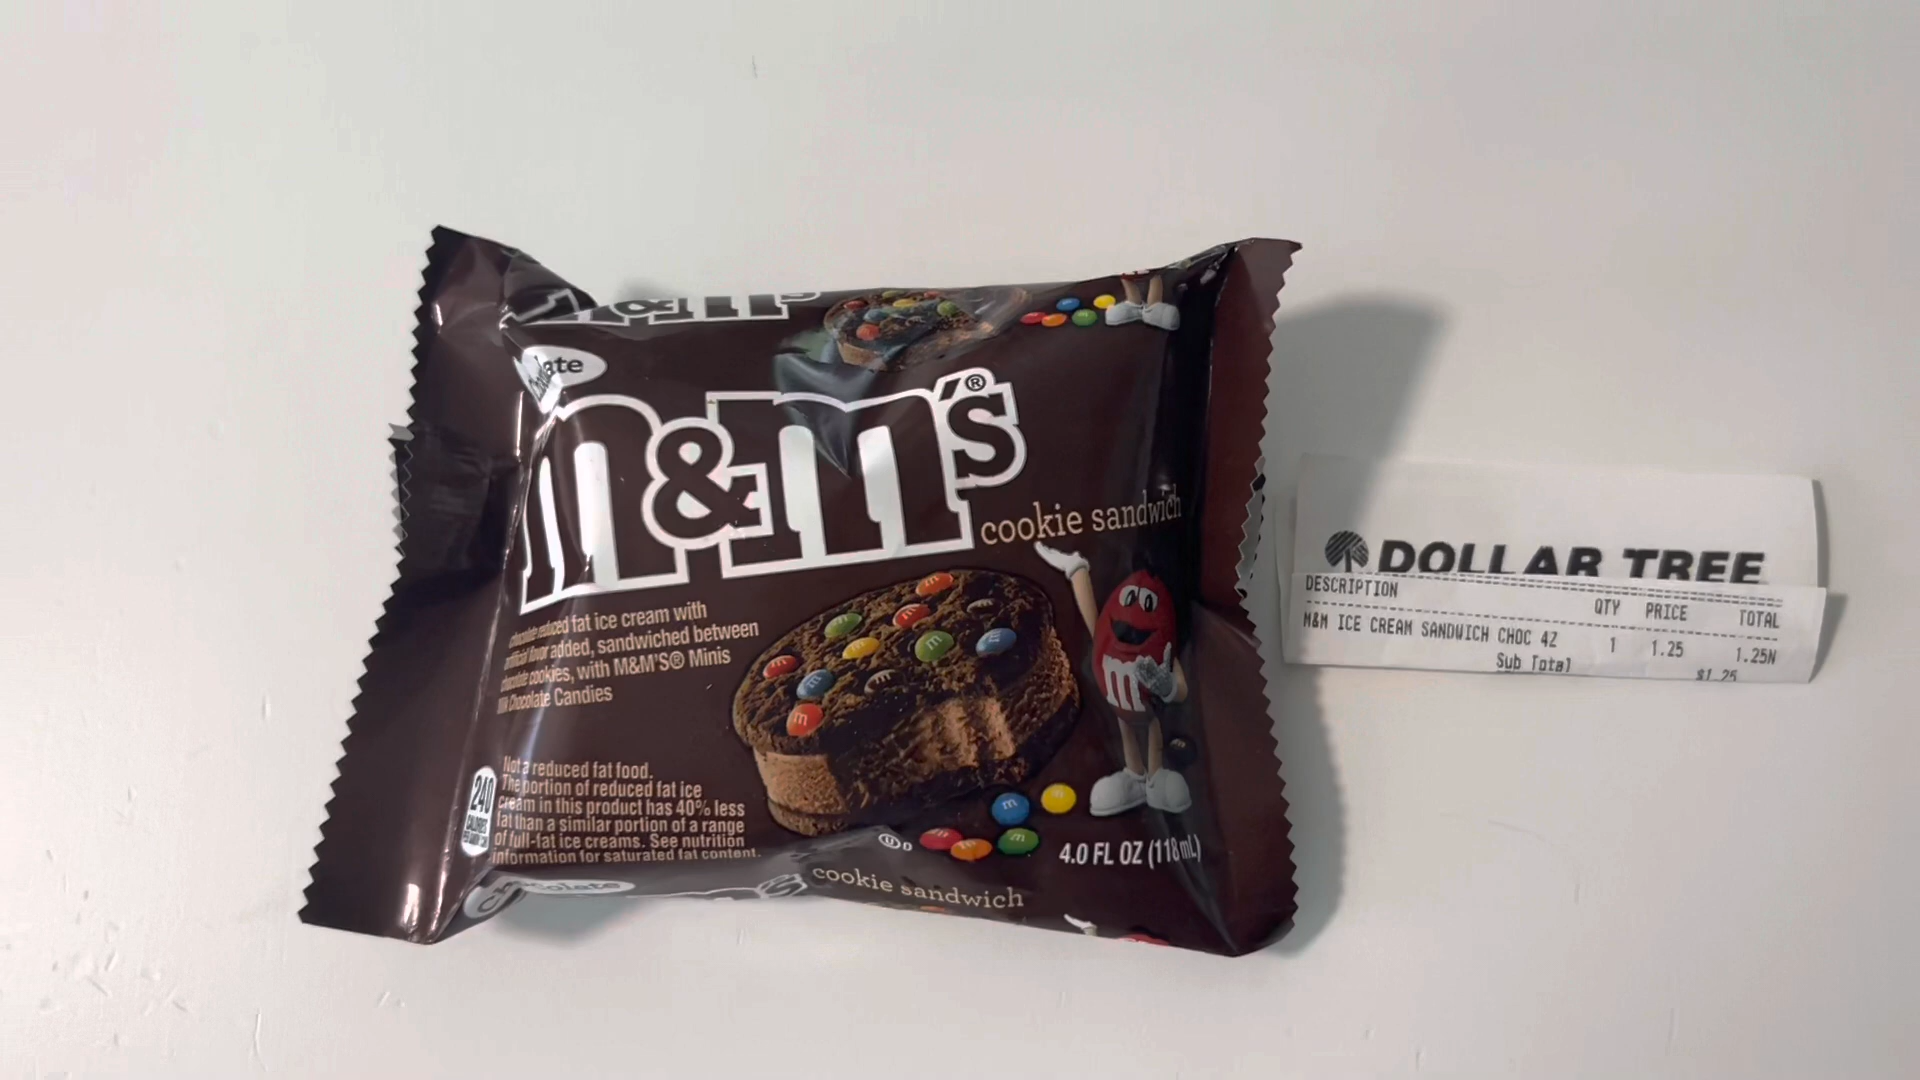 M&M's
ate
M&M's®
cookie sandwich
chocolate reduced fat ice cream with
artificial flavor added, sandwiched between
chocolate cookies, with M&M'S® Minis
Milk Chocolate Candies
Not a reduced fat food.
The portion of reduced fat ice
cream in this product has 40% less
fat than a similar portion of a range
of full-fat ice creams. See nutrition
information for saturated fat content.
240
CALORIES
U D
4.0 FL OZ (118 mL)
chocolate
cookie sandwich
DOLLAR TREE
DESCRIPTION QTY PRICE TOTAL
M&M ICE CREAM SANDWICH CHOC 4Z 1 1.25 1.25N
Sub Total $1.25